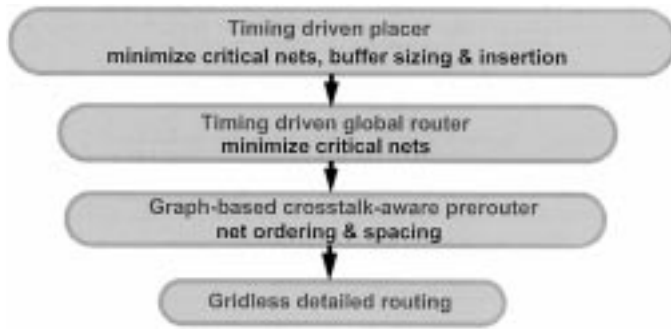 Timing driven placer
minimize critical nets, buffer sizing & insertion
Timing driven global router
minimize critical nets
Graph-based crosstalk-aware prerouter
net ordering & spacing
Gridless detailed routing